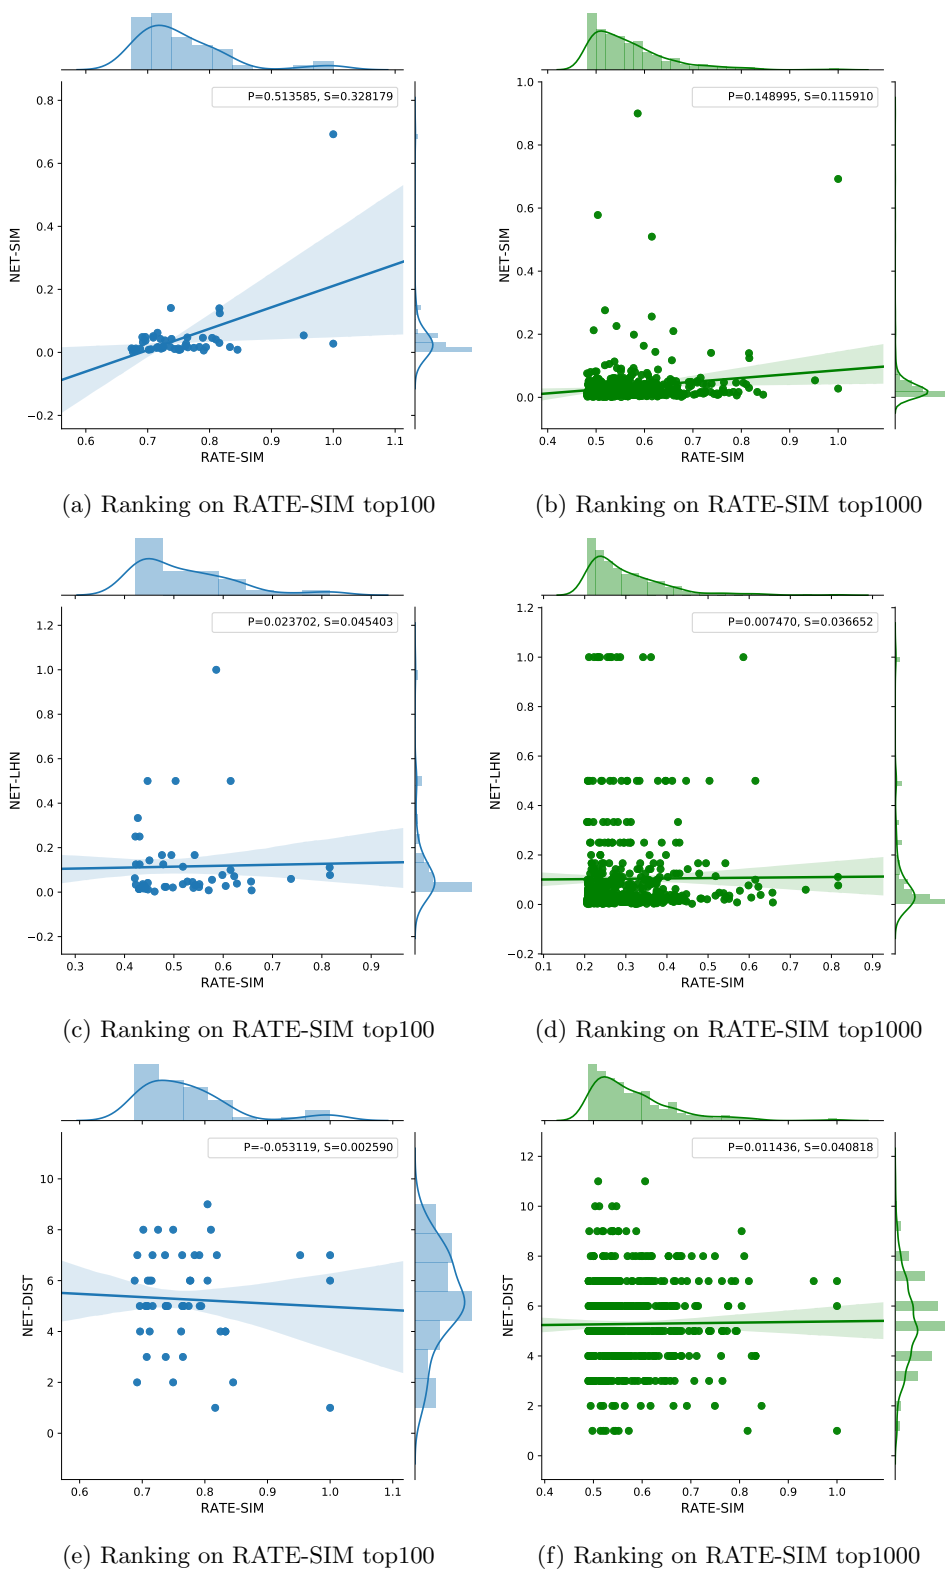 P=0.513585, S=0.328179
0.8
0.6
0.4
0.2
0.0
−0.2
NET-SIM
0.6 0.7 0.8 0.9 1.0 1.1
RATE-SIM
(a) Ranking on RATE-SIM top100
P=0.148995, S=0.115910
1.0
0.8
0.6
0.4
0.2
0.0
NET-SIM
0.4 0.5 0.6 0.7 0.8 0.9 1.0
RATE-SIM
(b) Ranking on RATE-SIM top1000
P=0.023702, S=0.045403
1.2
1.0
0.8
0.6
0.4
0.2
0.0
−0.2
NET-LHN
0.3 0.4 0.5 0.6 0.7 0.8 0.9
RATE-SIM
(c) Ranking on RATE-SIM top100
P=0.007470, S=0.036652
1.2
1.0
0.8
0.6
0.4
0.2
0.0
−0.2
NET-LHN
0.1 0.2 0.3 0.4 0.5 0.6 0.7 0.8 0.9
RATE-SIM
(d) Ranking on RATE-SIM top1000
P=-0.053119, S=0.002590
10
8
6
4
2
0
NET-DIST
0.6 0.7 0.8 0.9 1.0 1.1
RATE-SIM
(e) Ranking on RATE-SIM top100
P=0.011436, S=0.040818
12
10
8
6
4
2
0
NET-DIST
0.4 0.5 0.6 0.7 0.8 0.9 1.0
RATE-SIM
(f) Ranking on RATE-SIM top1000